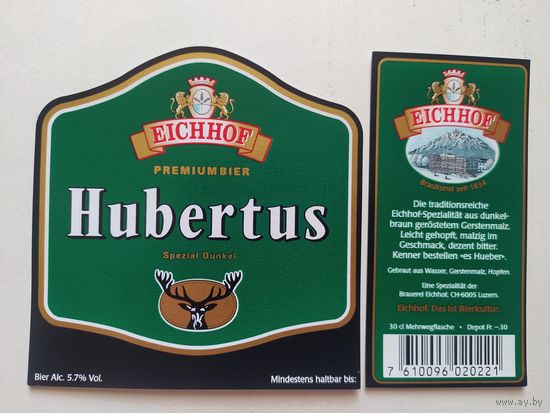 EICHHOF
PREMIUMBIER
Hubertus
Spezial Dunkel
Bier Alc. 5.7% Vol.
Mindestens haltbar bis:
EICHHOF
Braukunst seit 1834
Die traditionsreiche
Eichhof-Spezialität aus dunkel-
braun geröstetem Gerstenmalz.
Leicht gehopft, malzig im
Geschmack, dezent bitter.
Kenner bestellen «es Hueber».
Gebraut aus Wasser, Gerstenmalz, Hopfen.
Eine Spezialität der
Brauerei Eichhof, CH-6005 Luzern.
Eichhof. Das ist Bierkultur.
30 cl Mehrwegflasche • Depot Fr. –.30
7 610096 020221
www.ay.by